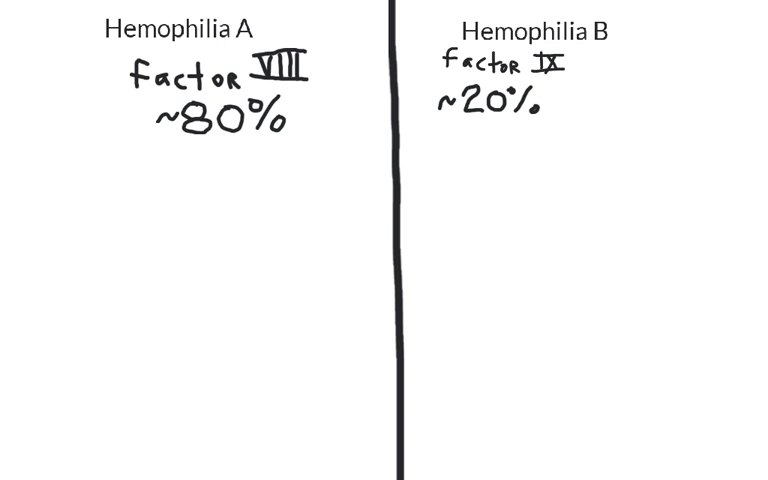 Hemophilia A
Factor VIII
~80%
Hemophilia B
Factor IX
~20%